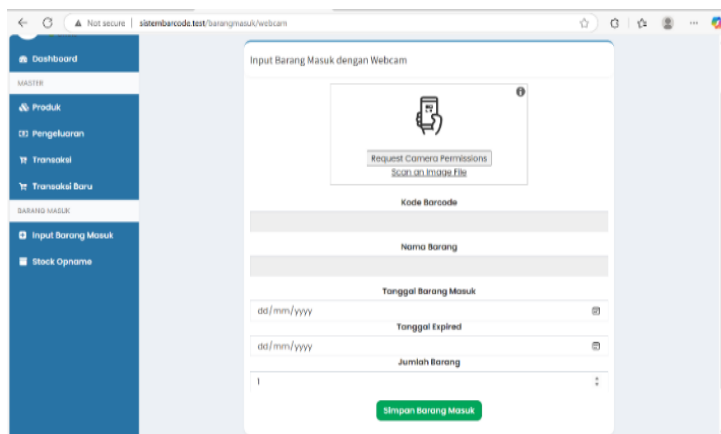 Not secure
sistembarcode.test/barangmasuk/webcam
Dashboard
MASTER
Produk
Pengeluaran
Transaksi
Transaksi Baru
BARANG MASUK
Input Barang Masuk
Stock Opname
Input Barang Masuk dengan Webcam
Request Camera Permissions
Scan an Image File
Kode Barcode
Nama Barang
Tanggal Barang Masuk
dd/mm/yyyy
Tanggal Expired
dd/mm/yyyy
Jumlah Barang
1
Simpan Barang Masuk